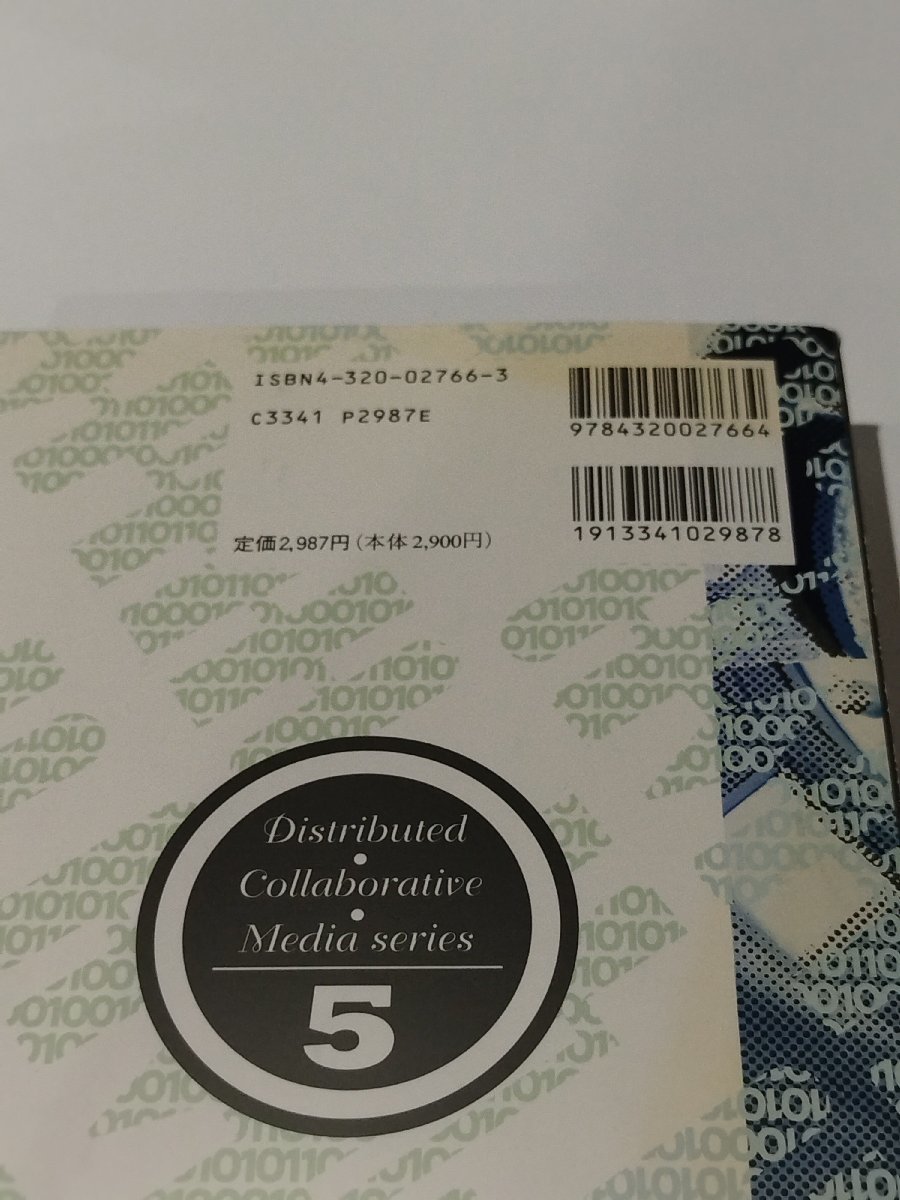 ISBN4-320-02766-3
C3341 P2987E
定価2,987円(本体2,900円)
9784320027664
1913341029878
Distributed
Collaborative
Media series
5